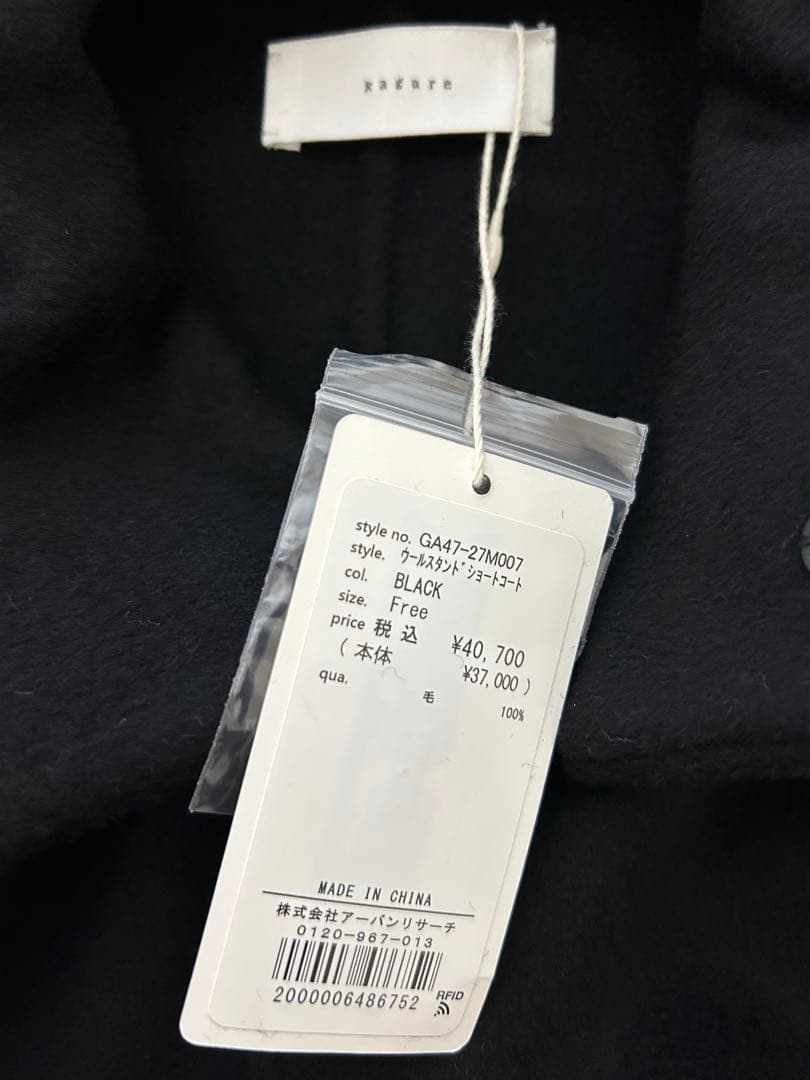 kagure
style no. GA47-27M007
style. ウールスタンドショートコート
col. BLACK
size. Free
price 税込 ¥40,700
(本体 ¥37,000)
qua.
毛 100%
MADE IN CHINA
株式会社アーバンリサーチ
0120-967-013
2000006486752
RFID